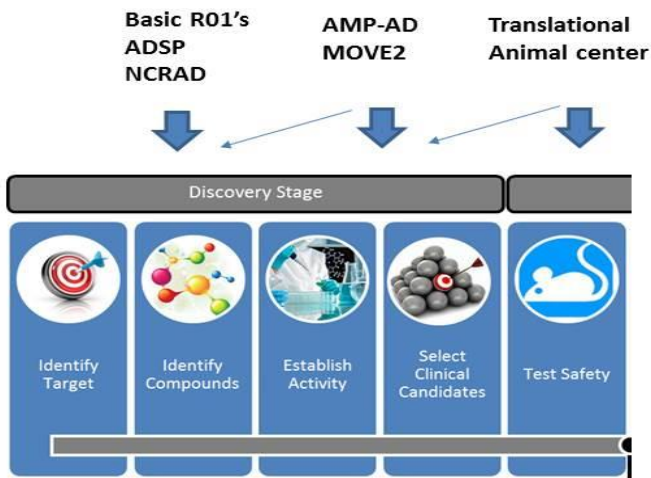 Basic R01's
ADSP
NCRAD
AMP-AD
MOVE2
Translational
Animal center
Discovery Stage
Identify
Target
Identify
Compounds
Establish
Activity
Select
Clinical
Candidates
Test Safety